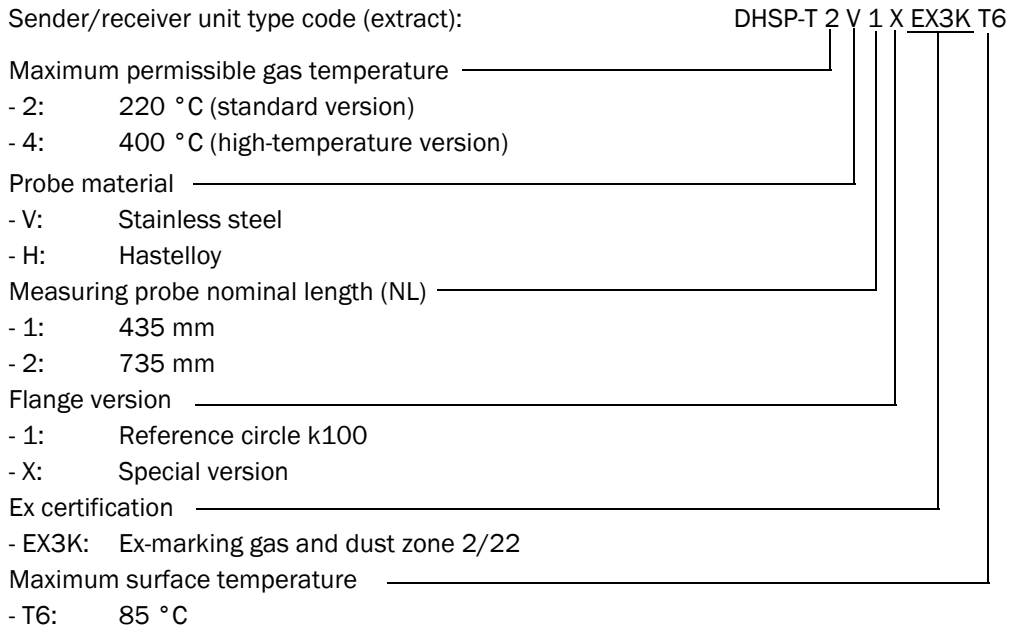 Sender/receiver unit type code (extract): DHSP-T 2 V 1 X EX3K T6
Maximum permissible gas temperature
- 2: 220 °C (standard version)
- 4: 400 °C (high-temperature version)
Probe material
- V: Stainless steel
- H: Hastelloy
Measuring probe nominal length (NL)
- 1: 435 mm
- 2: 735 mm
Flange version
- 1: Reference circle k100
- X: Special version
Ex certification
- EX3K: Ex-marking gas and dust zone 2/22
Maximum surface temperature
- T6: 85 °C